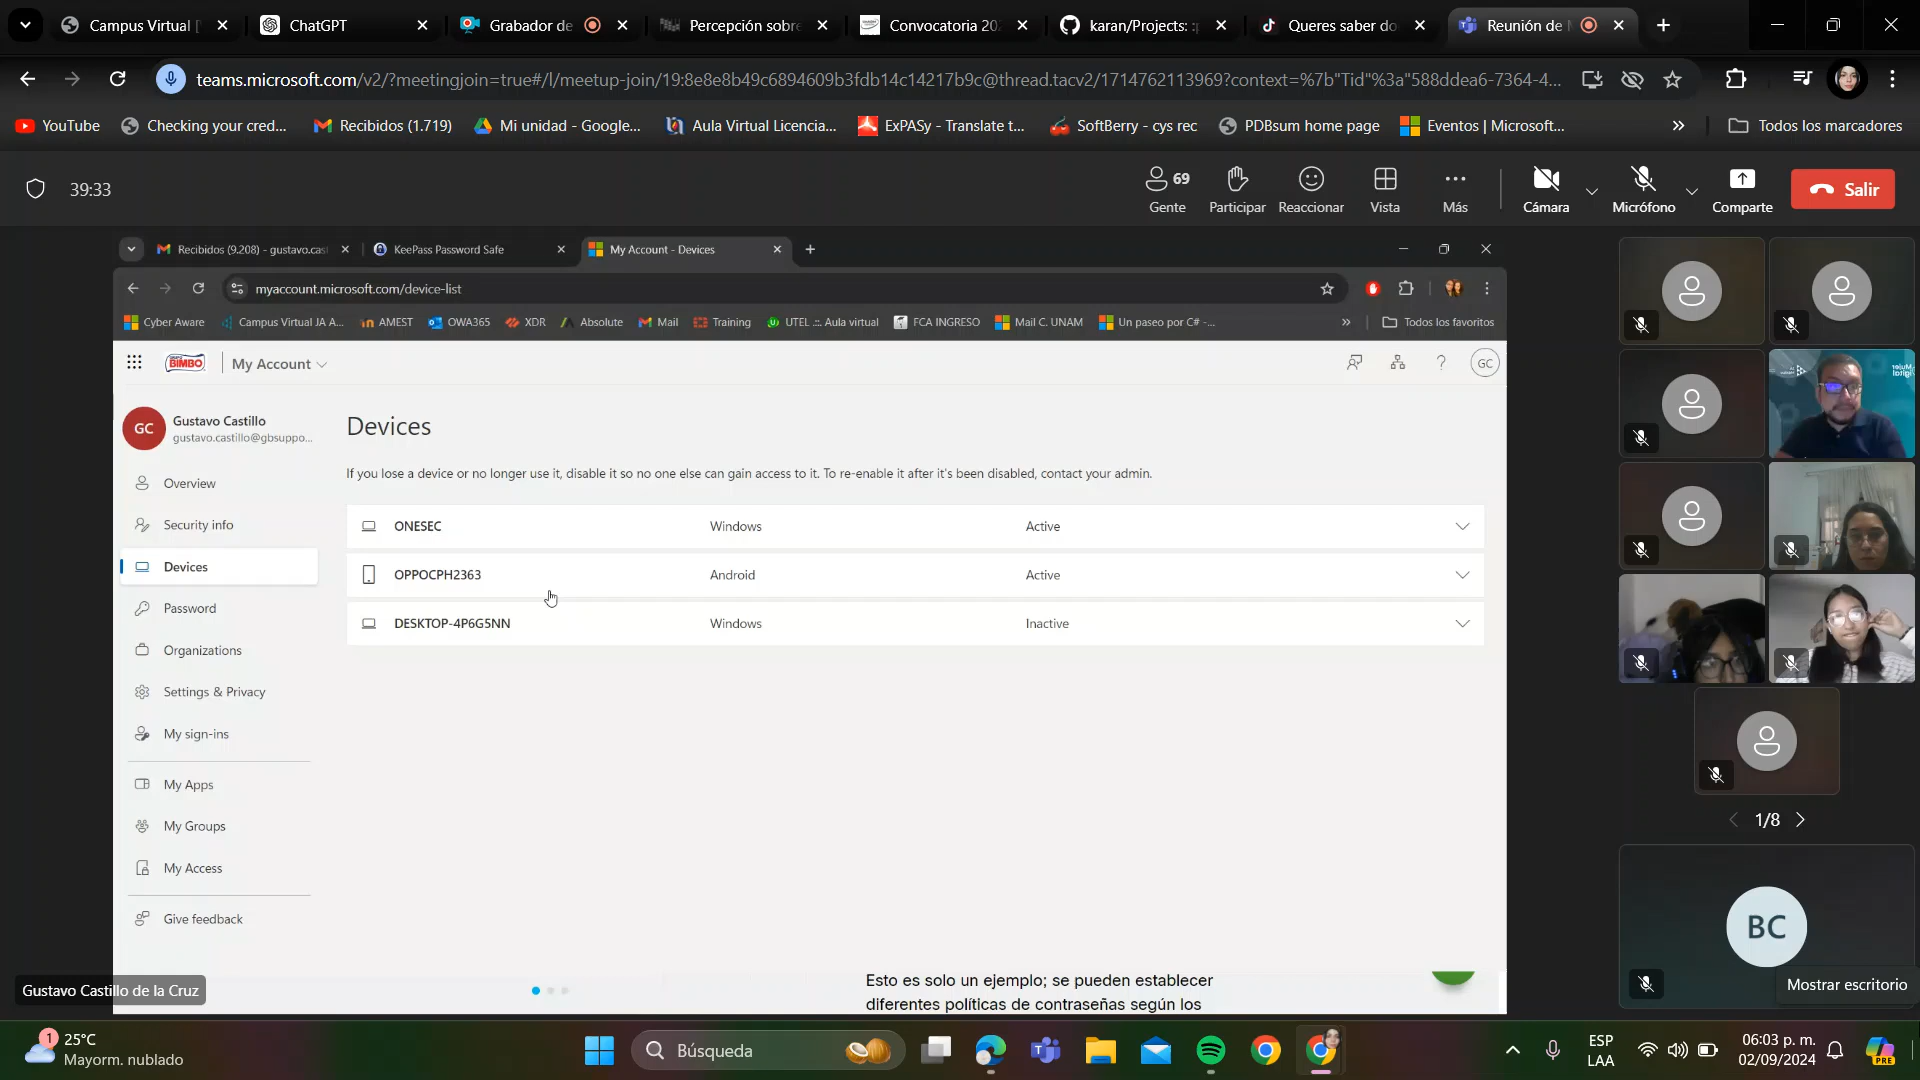 Campus Virtual [
ChatGPT
Grabador de
Percepción sobre
Convocatoria 202
karan/Projects: :p
Queres saber do
Reunión de
teams.microsoft.com/v2/?meetingjoin=true#/l/meetup-join/19:8e8e8b49c6894609b3fdb14c14217b9c@thread.tacv2/1714762113969?context=%7b"Tid"%3a"588ddea6-7364-4...
YouTube
Checking your cred...
Recibidos (1.719)
Mi unidad - Google...
Aula Virtual Licencia...
ExPASy - Translate t...
SoftBerry - cys rec
PDBsum home page
Eventos | Microsoft...
Todos los marcadores
39:33
69
Gente
Participar
Reaccionar
Vista
Más
Cámara
Micrófono
Comparte
Salir
Recibidos (9.208) - gustavo.cast
KeePass Password Safe
My Account - Devices
myaccount.microsoft.com/device-list
Cyber Aware
Campus Virtual JA A...
AMEST
OWA365
XDR
Absolute
Mail
Training
UTEL .:. Aula virtual
FCA INGRESO
Mail C. UNAM
Un paseo por C# -...
Todos los favoritos
BIMBO
My Account
GC
GC
Gustavo Castillo
gustavo.castillo@gbsuppo...
Overview
Security info
Devices
Password
Organizations
Settings & Privacy
My sign-ins
My Apps
My Groups
My Access
Give feedback
Devices
If you lose a device or no longer use it, disable it so no one else can gain access to it. To re-enable it after it's been disabled, contact your admin.
ONESEC Windows Active
OPPOCPH2363 Android Active
DESKTOP-4P6G5NN Windows Inactive
Esto es solo un ejemplo; se pueden establecer
diferentes políticas de contraseñas según los
Gustavo Castillo de la Cruz
1/8
BC
Mostrar escritorio
1
25°C
Mayorm. nublado
Búsqueda
ESP
LAA
06:03 p. m.
02/09/2024
PRE